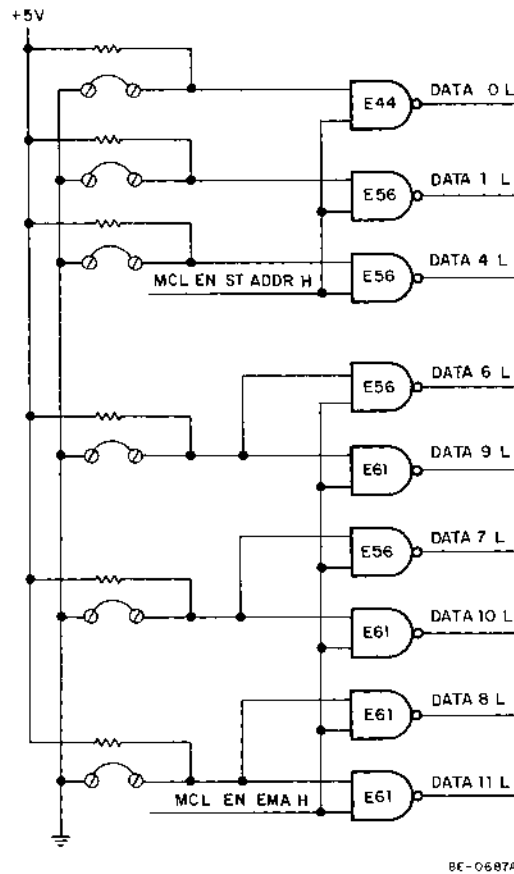 +5V
E44
DATA 0 L
E56
DATA 1 L
E56
DATA 4 L
MCL EN ST ADDR H
E56
DATA 6 L
E61
DATA 9 L
E56
DATA 7 L
E61
DATA 10 L
E61
DATA 8 L
E61
DATA 11 L
MCL EN EMA H
BE-0687A